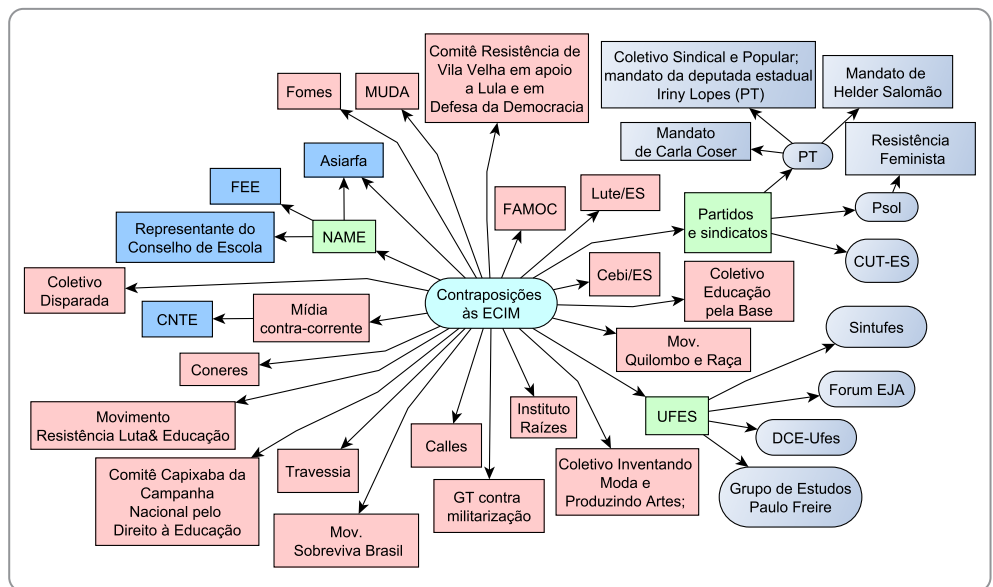 Comitê Resistência de
Vila Velha em apoio
a Lula e em
Defesa da Democracia
Coletivo Sindical e Popular;
mandato da deputada estadual
Iriny Lopes (PT)
Mandato de
Helder Salomão
Fomes
MUDA
Mandato
de Carla Coser
PT
Resistência
Feminista
Asiarfa
FEE
Lute/ES
FAMOC
Partidos
e sindicatos
Psol
Representante do
Conselho de Escola
NAME
CUT-ES
Coletivo
Disparada
Cebi/ES
Coletivo
Educação
pela Base
Contraposições
às ECIM
CNTE
Mídia
contra-corrente
Mov.
Quilombo e Raça
Sintufes
Coneres
Forum EJA
Movimento
Resistência Luta& Educação
Instituto
Raízes
UFES
DCE-Ufes
Calles
Comitê Capixaba da
Campanha
Nacional pelo
Direito à Educação
Travessia
Coletivo Inventando
Moda e
Produzindo Artes;
Grupo de Estudos
Paulo Freire
GT contra
militarização
Mov.
Sobreviva Brasil